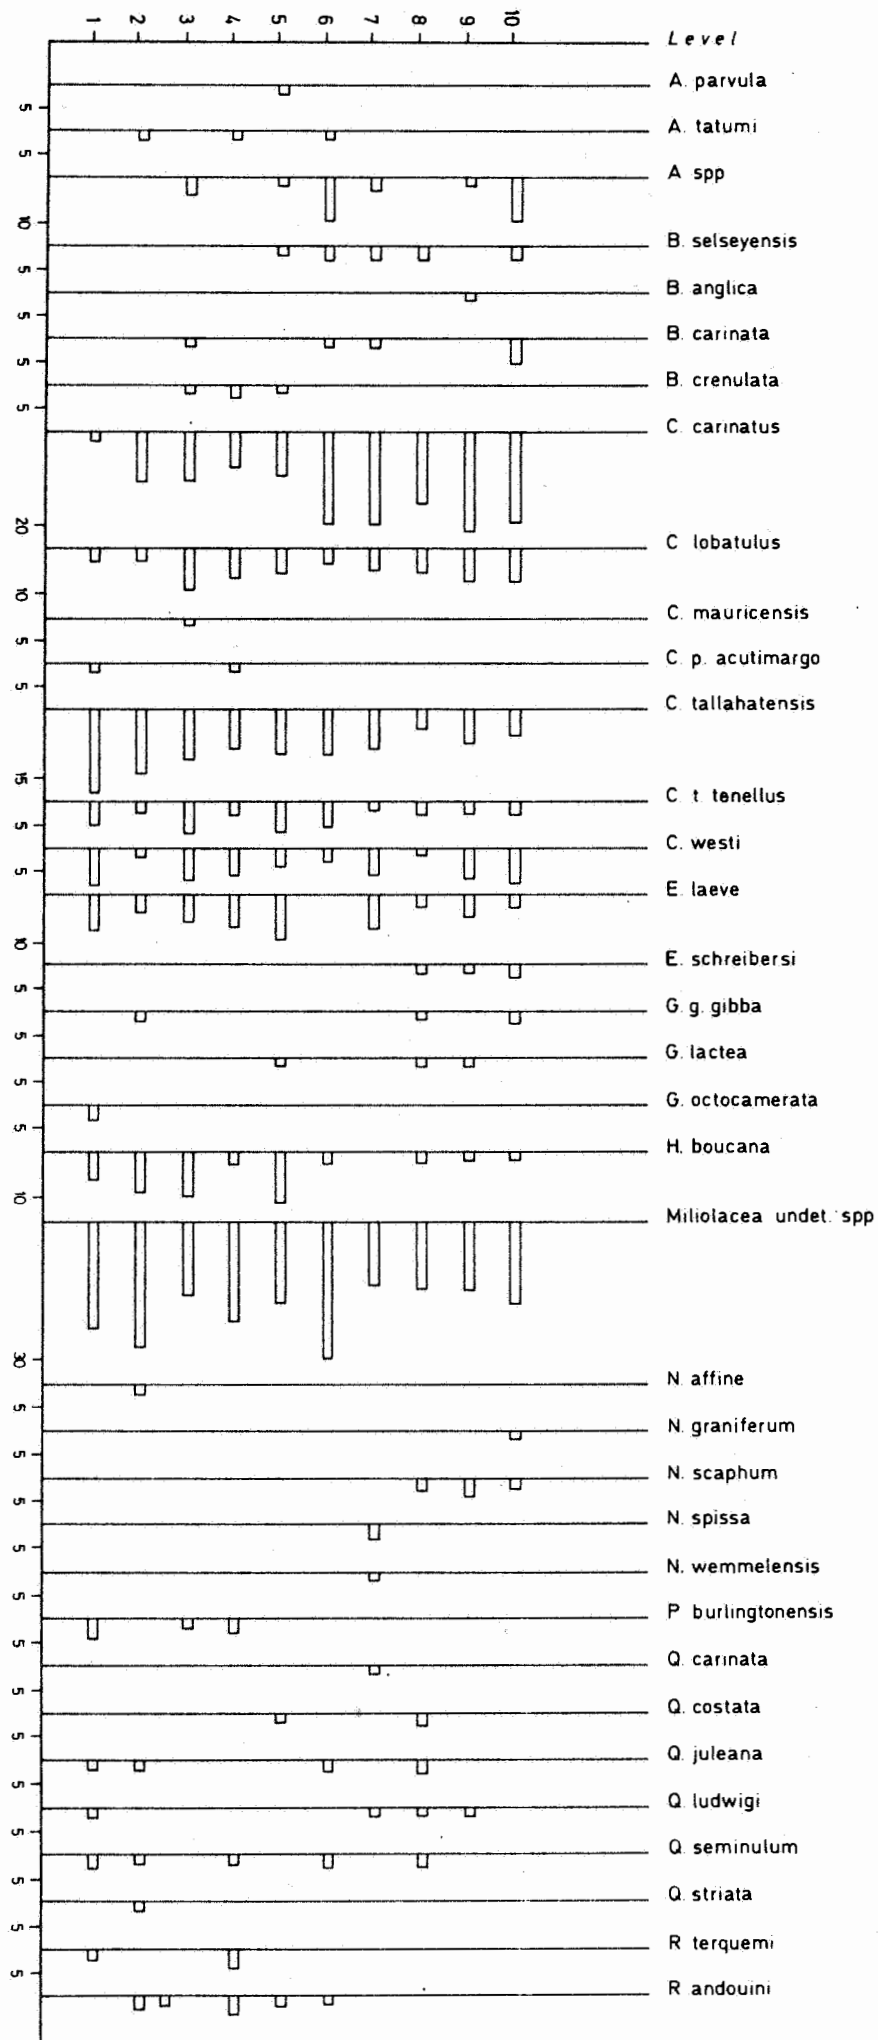 1 2 3 4 5 6 7 8 9 10 Level
A. parvula
5
A. tatumi
5
A spp
10
B. selseyensis
5
B. anglica
5
B. carinata
5
B. crenulata
5
C. carinatus
20
C lobatulus
10
C. mauricensis
5
C. p. acutimargo
5
C. tallahatensis
15
C t. tenellus
5
C. westi
5
E. laeve
10
E. schreibersi
5
G. g. gibba
5
G. lactea
5
G. octocamerata
5
H. boucana
10
Miliolacea undet. spp
30
N. affine
5
N. graniferum
5
N. scaphum
5
N. spissa
5
N. wemmelensis
5
P burlingtonensis
5
Q. carinata
5
Q. costata
5
Q. juleana
5
Q ludwigi
5
Q. seminulum
5
Q. striata
5
R terquemi
5
R andouini